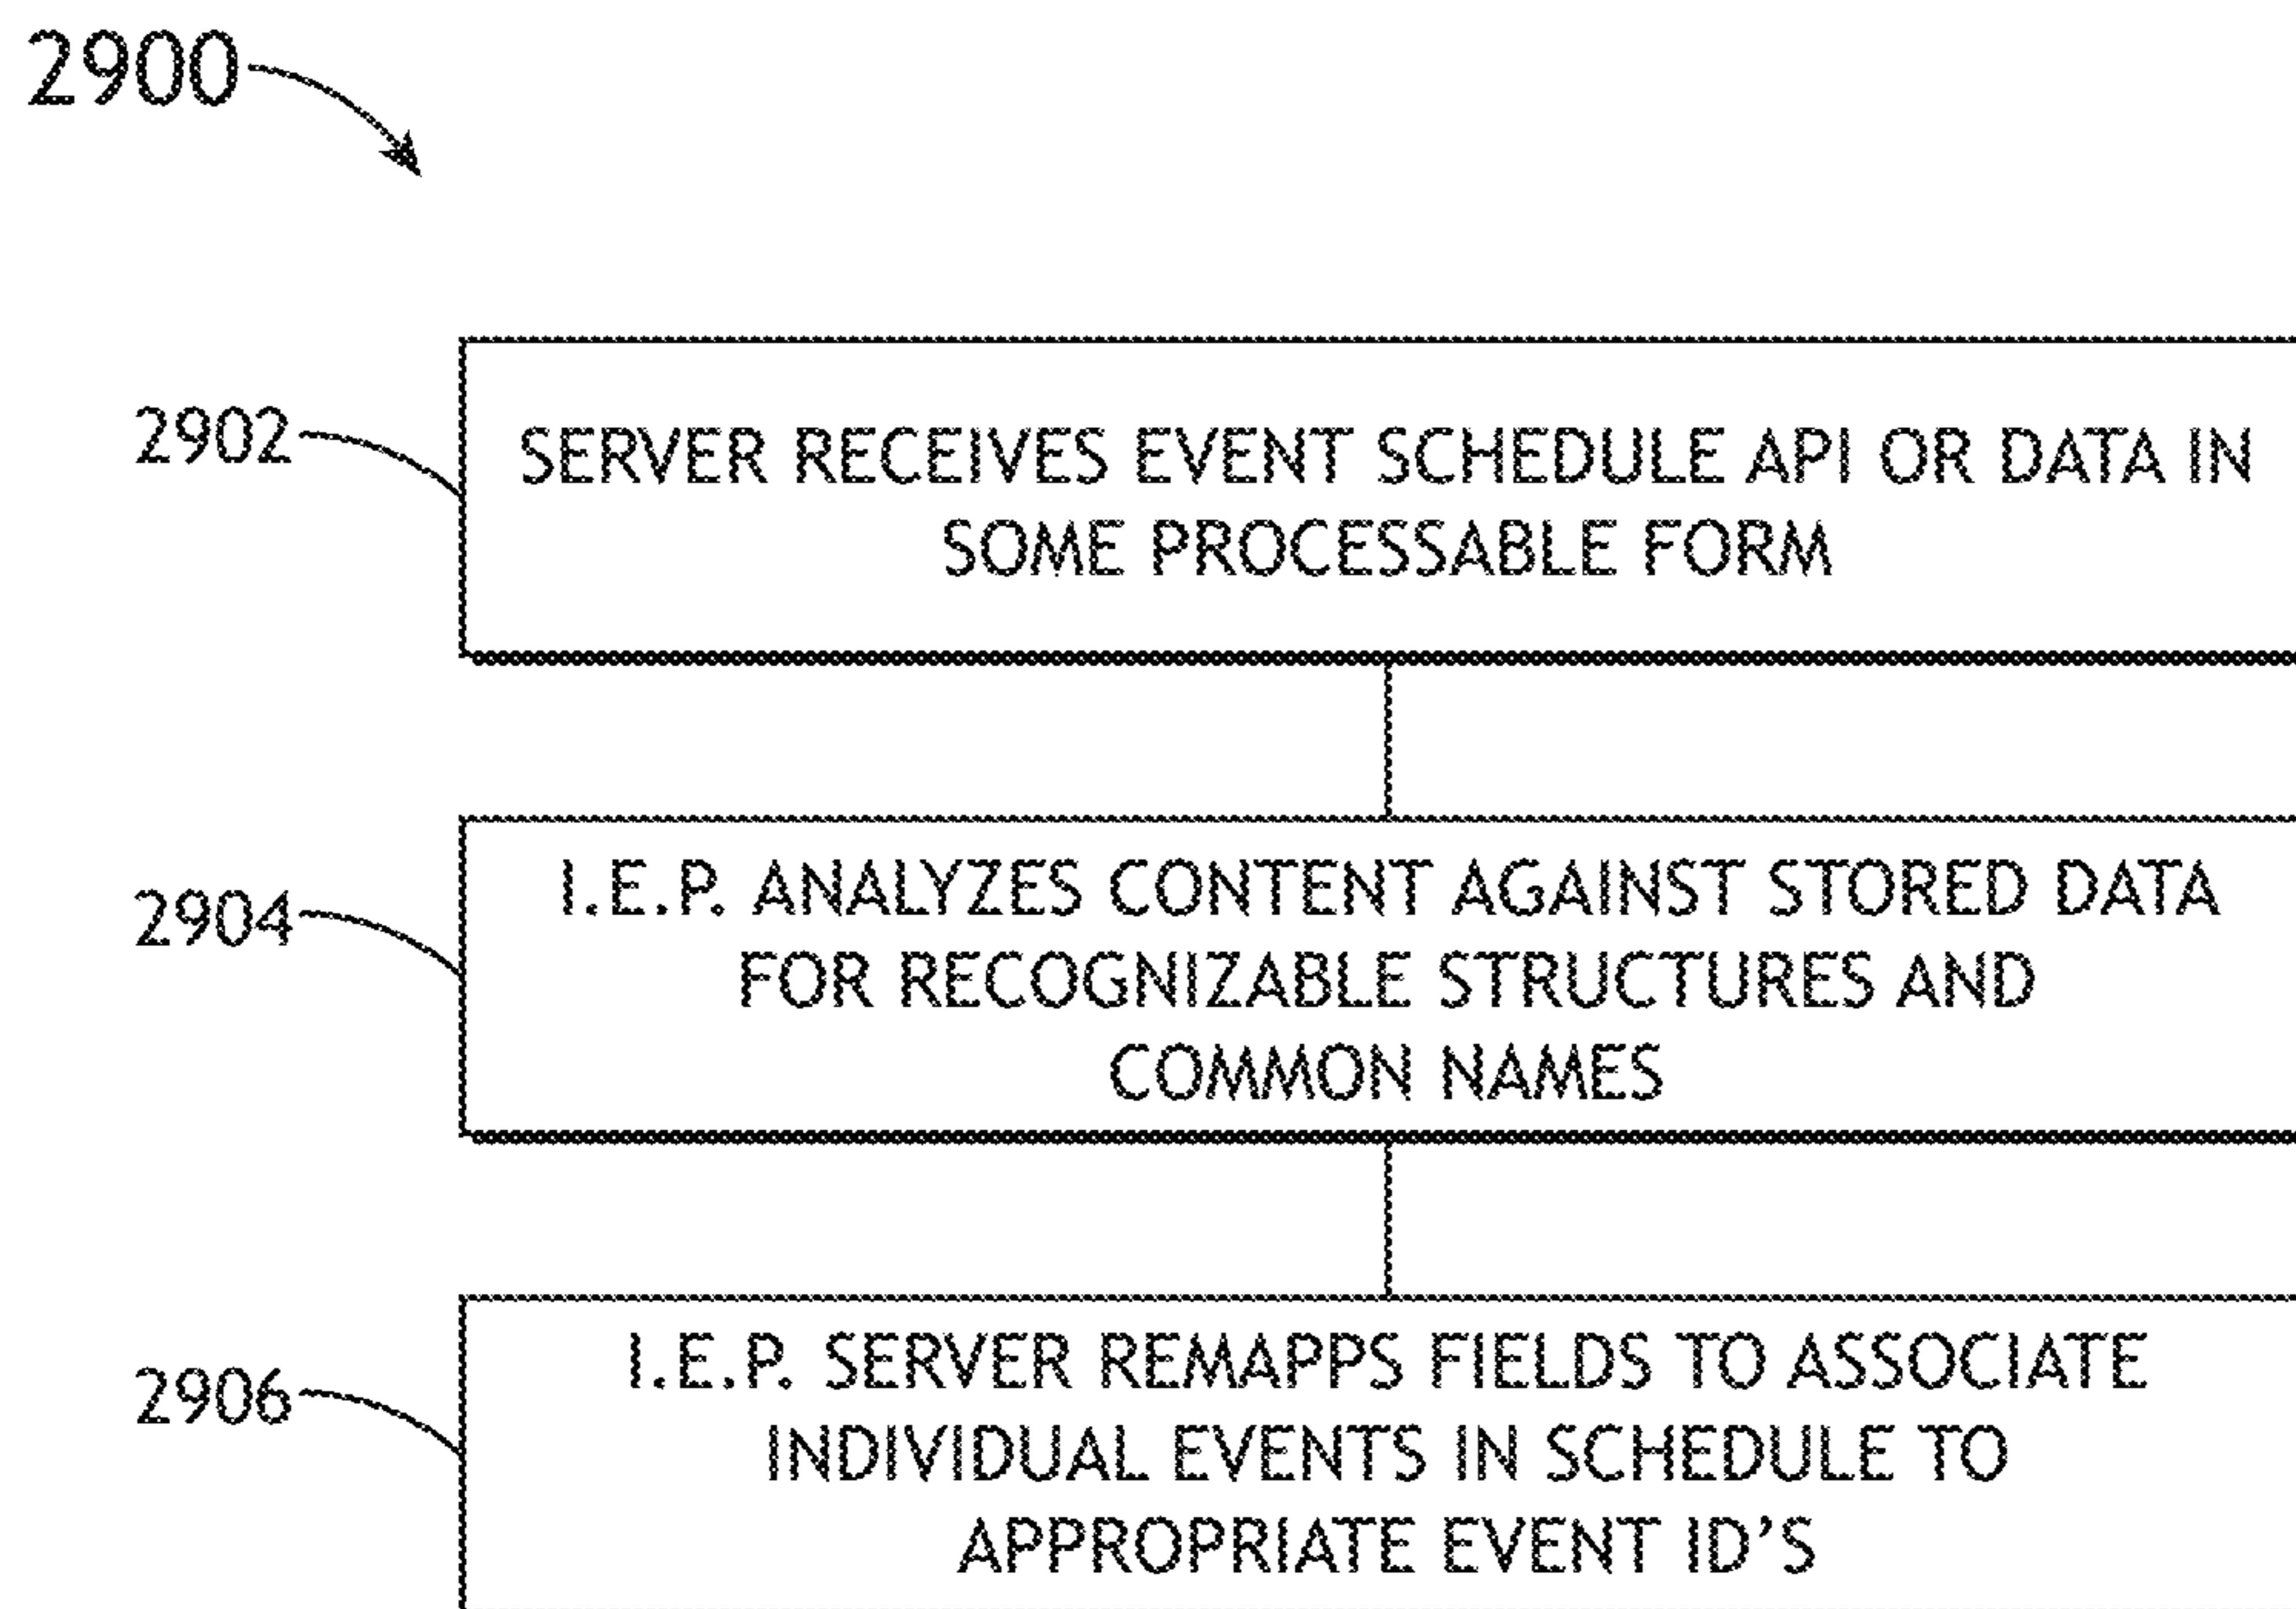 2900
2902
SERVER RECEIVES EVENT SCHEDULE API OR DATA IN
SOME PROCESSABLE FORM
2904
I.E.P. ANALYZES CONTENT AGAINST STORED DATA
FOR RECOGNIZABLE STRUCTURES AND
COMMON NAMES
2906
I.E.P. SERVER REMAPPS FIELDS TO ASSOCIATE
INDIVIDUAL EVENTS IN SCHEDULE TO
APPROPRIATE EVENT ID'S